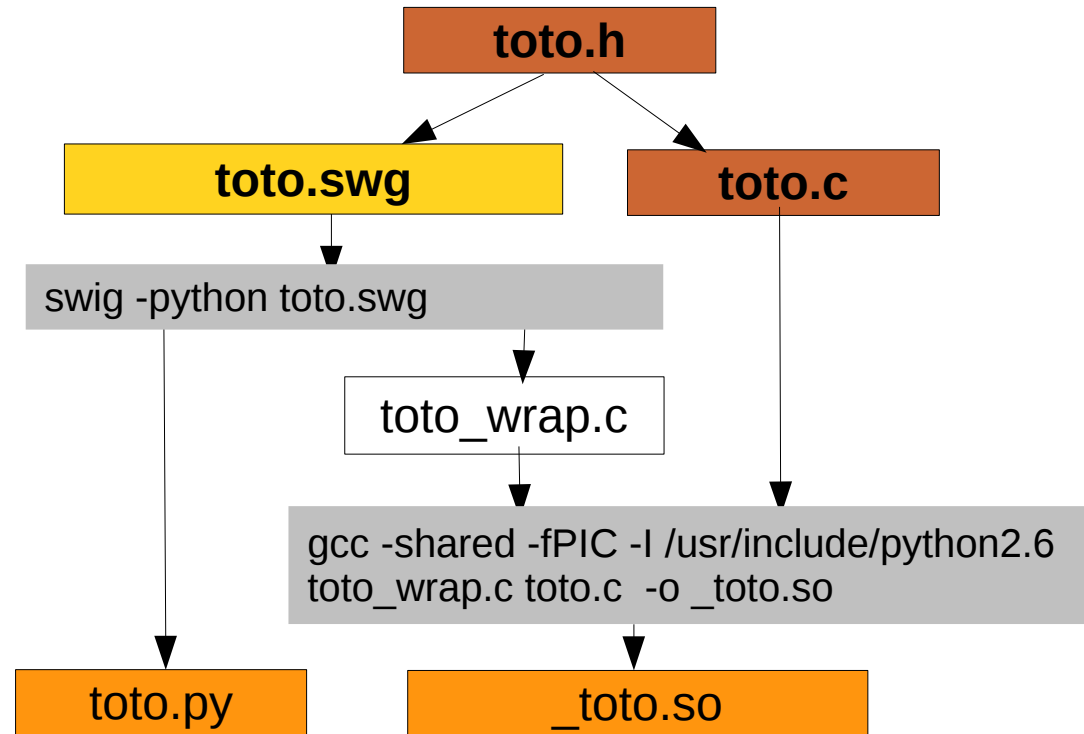 toto.h
toto.swg
toto.c
swig -python toto.swg
toto_wrap.c
gcc -shared -fPIC -I /usr/include/python2.6
toto_wrap.c toto.c  -o _toto.so
toto.py
_toto.so